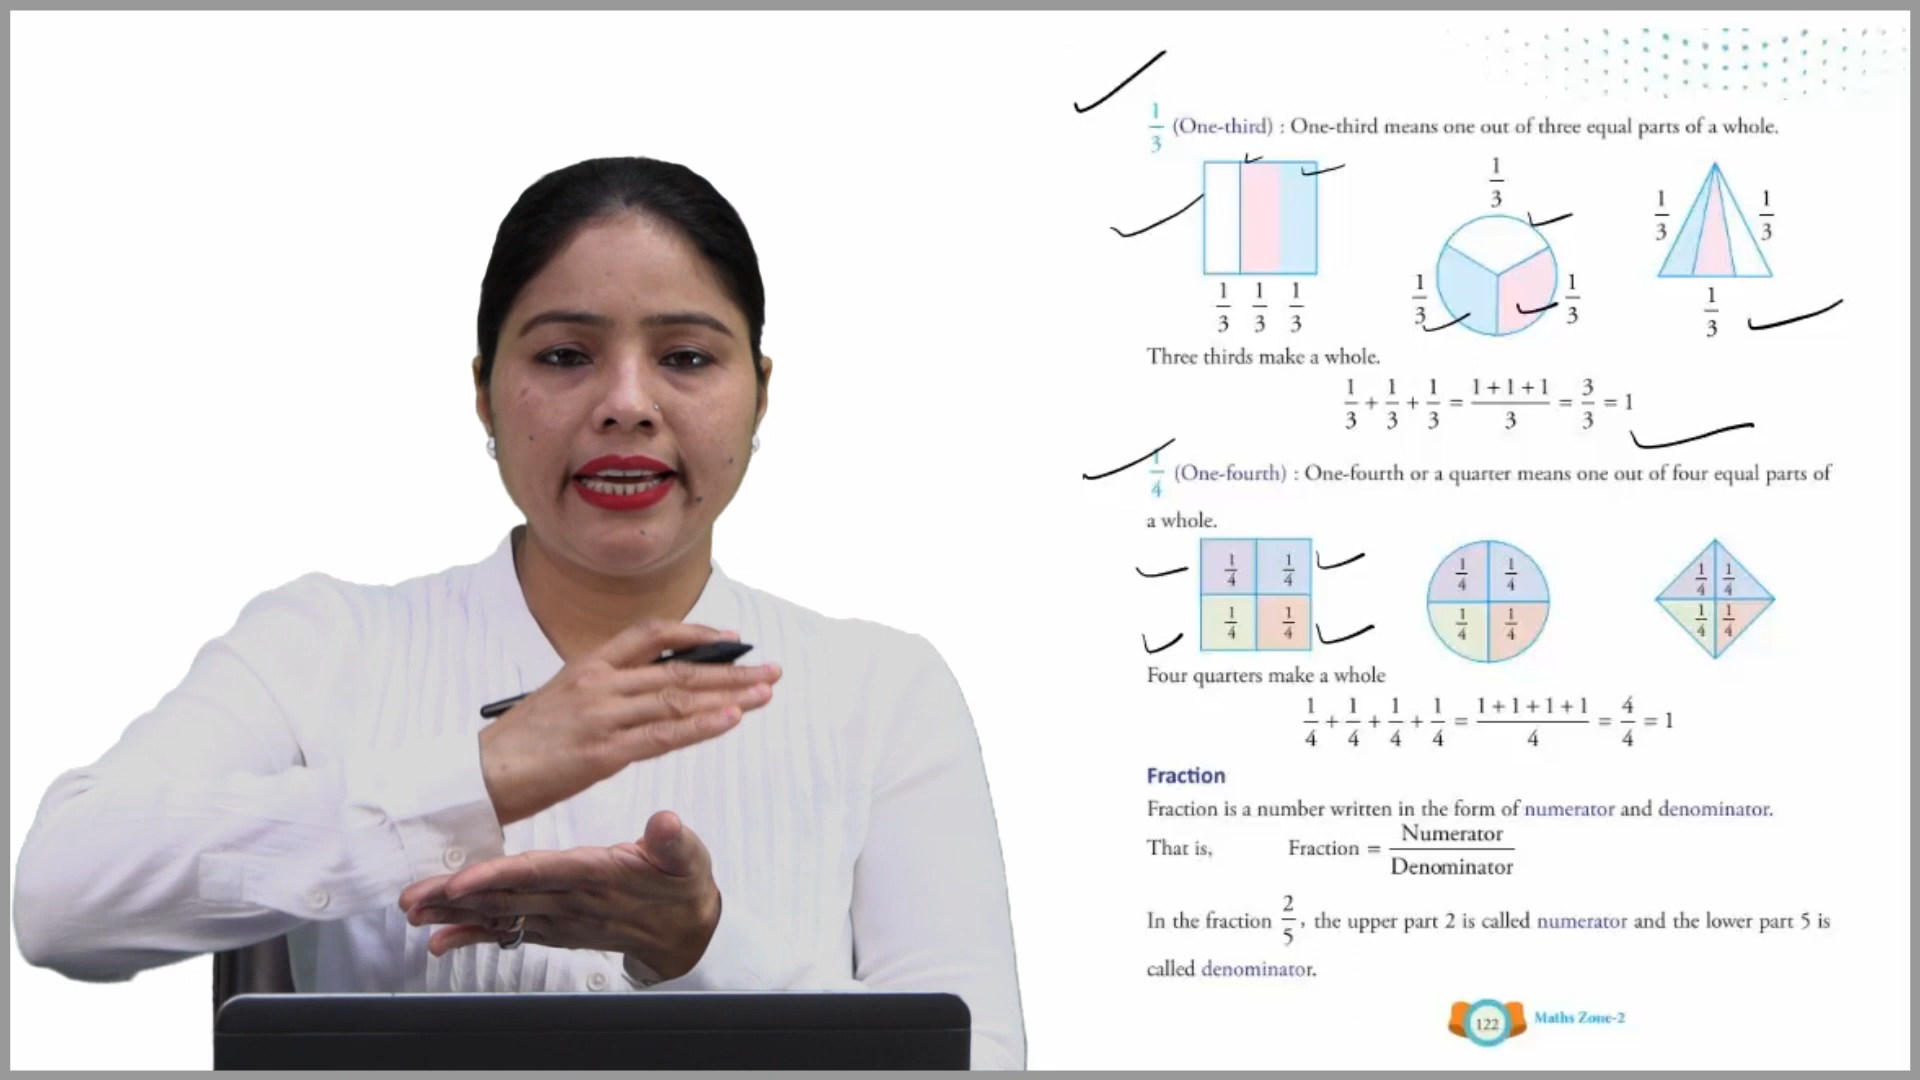 1/3 (One-third) : One-third means one out of three equal parts of a whole.
1/3
1/3 1/3
1/3 1/3
1/3 1/3 1/3 1/3
Three thirds make a whole.
1/3 + 1/3 + 1/3 = (1 + 1 + 1)/3 = 3/3 = 1
1/4 (One-fourth) : One-fourth or a quarter means one out of four equal parts of
a whole.
1/4 1/4 1/4 1/4 1/4 1/4
1/4 1/4 1/4 1/4 1/4 1/4
Four quarters make a whole
1/4 + 1/4 + 1/4 + 1/4 = (1 + 1 + 1 + 1)/4 = 4/4 = 1
Fraction
Fraction is a number written in the form of numerator and denominator.
That is, Fraction = Numerator/Denominator
In the fraction 2/5, the upper part 2 is called numerator and the lower part 5 is
called denominator.
122 Maths Zone-2